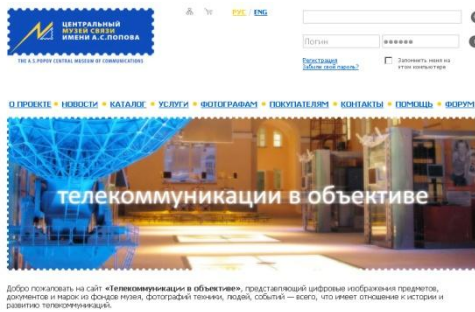 ЦЕНТРАЛЬНЫЙ
МУЗЕЙ СВЯЗИ
ИМЕНИ А.С.ПОПОВА
THE A.S.POPOV CENTRAL MUSEUM OF COMMUNICATIONS
РУС / ENG
Логин
Регистрация
Забыли свой пароль?
Запомнить меня на
этом компьютере
О ПРОЕКТЕ НОВОСТИ КАТАЛОГ УСЛУГИ ФОТОГРАФАМ ПОКУПАТЕЛЯМ КОНТАКТЫ ПОМОЩЬ ФОРУМ
телекоммуникации в объективе
Добро пожаловать на сайт «Телекоммуникации в объективе», представляющий цифровые изображения предметов,
документов и марок из фондов музея, фотографий техники, людей, событий — всего, что имеет отношение к истории и
развитию телекоммуникаций.